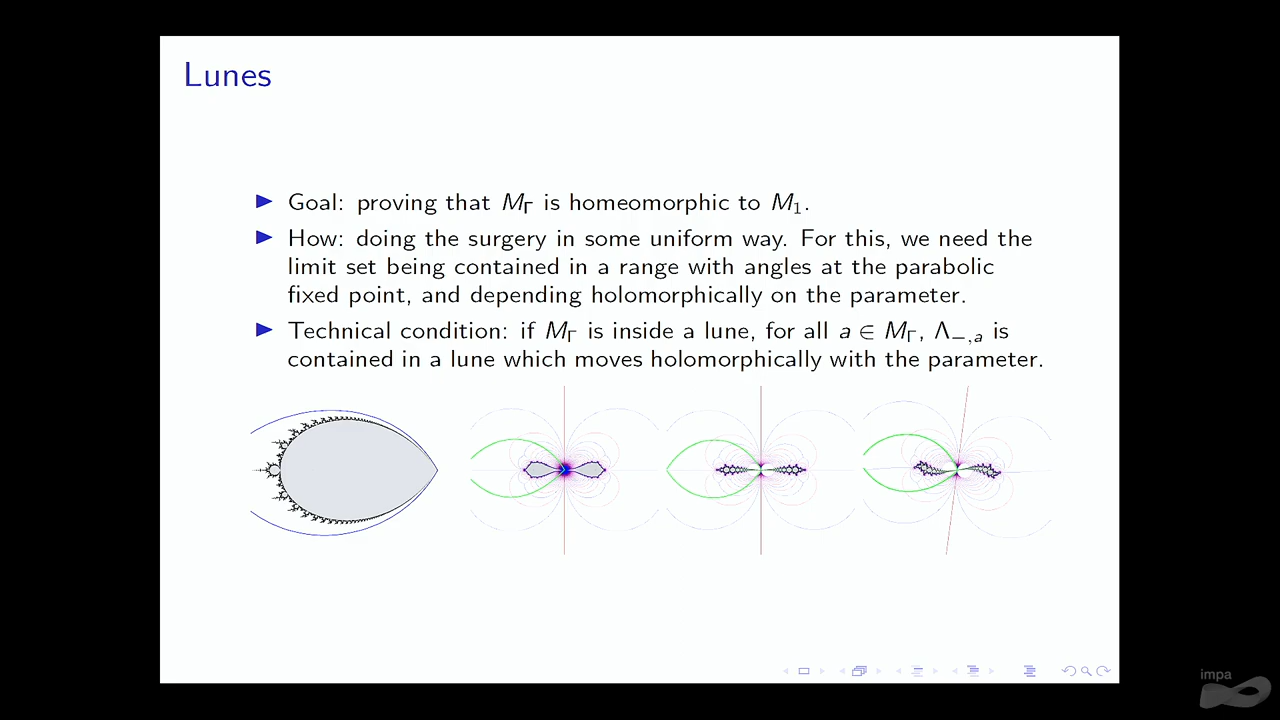 Lunes
Goal: proving that M_Γ is homeomorphic to M_1.
How: doing the surgery in some uniform way. For this, we need the
limit set being contained in a range with angles at the parabolic
fixed point, and depending holomorphically on the parameter.
Technical condition: if M_Γ is inside a lune, for all a ∈ M_Γ, Λ_{−,a} is
contained in a lune which moves holomorphically with the parameter.
impa